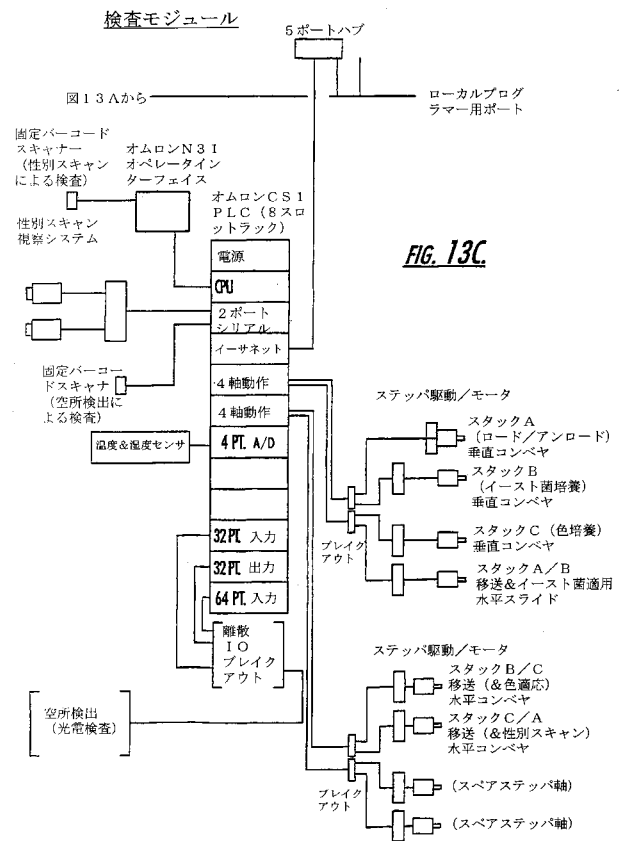 検査モジュール
5ポートハブ
図13Aから
ローカルプログ
ラマー用ポート
固定バーコード
スキャナー
(性別スキャン
による検査)
オムロンN31
オペレータイン
ターフェイス
性別スキャン
視察システム
オムロンCS1
PLC(8スロ
ットラック)
FIG. 13C.
電源
CPU
2ポート
シリアル
イーサネット
4軸動作
4軸動作
4 PT. A/D
32PT. 入力
32PT. 出力
64 PT. 入力
固定バーコー
ドスキャナ
(空所検出に
よる検査)
温度&湿度センサ
離散
IO
ブレイク
アウト
空所検出
(光電検査)
ステッパ駆動/モータ
スタックA
(ロード/アンロード)
垂直コンベヤ
スタックB
(イースト菌培養)
垂直コンベヤ
ブレイク
アウト
スタックC(色培養)
垂直コンベヤ
スタックA/B
移送&イースト菌適用
水平スライド
ステッパ駆動/モータ
スタックB/C
移送(&色適応)
水平コンベヤ
スタックC/A
移送(&性別スキャン)
水平コンベヤ
ブレイク
アウト
(スペアステッパ軸)
(スペアステッパ軸)